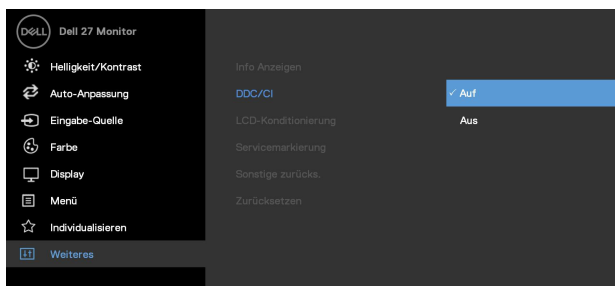 DELL Dell 27 Monitor
Helligkeit/Kontrast
Info Anzeigen
Auto-Anpassung
DDC/CI
✓ Auf
Eingabe-Quelle
LCD-Konditionierung
Aus
Farbe
Servicemarkierung
Display
Sonstige zurücks.
Menü
Zurücksetzen
Individualisieren
Weiteres